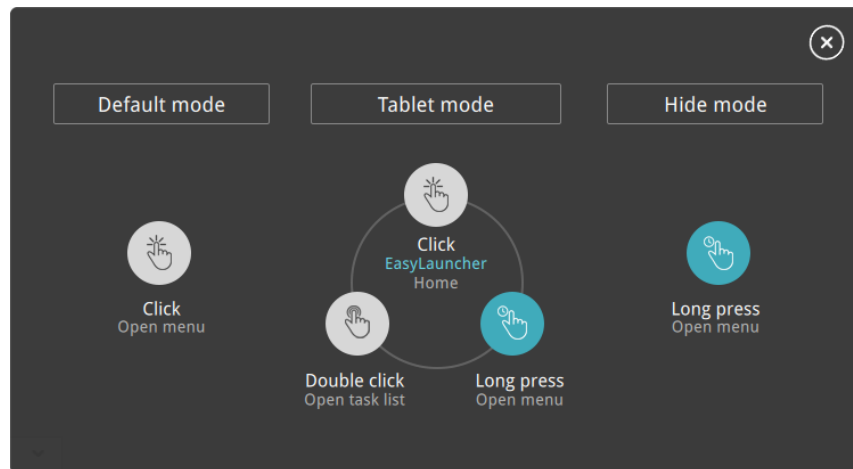 Default mode
Tablet mode
Hide mode
Click
Open menu
Click
EasyLauncher
Home
Double click
Open task list
Long press
Open menu
Long press
Open menu